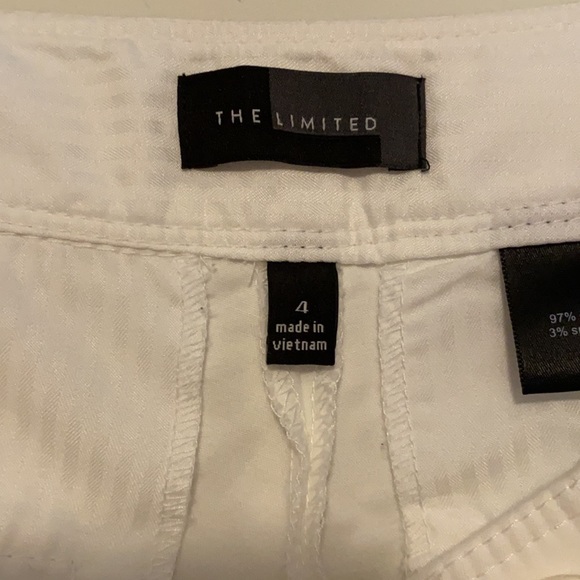 THE LIMITED
4
made in
vietnam
97%
3%